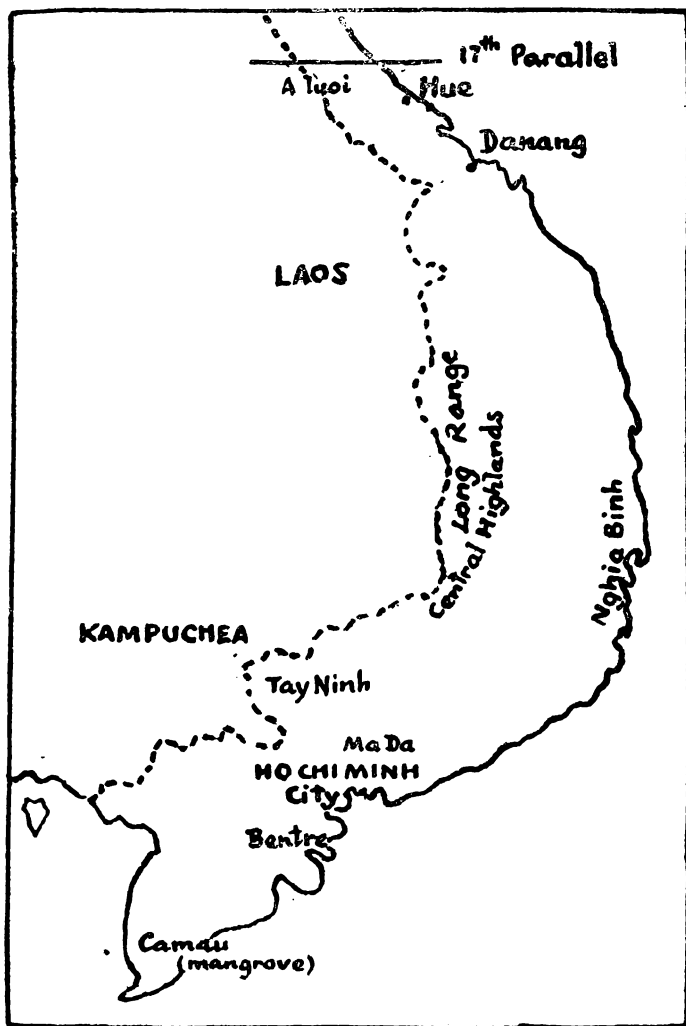 17th Parallel
A luoi
Hue
Danang
LAOS
Long Range
Central Highlands
Nghia Binh
KAMPUCHEA
Tay Ninh
Ma Da
HO CHI MINH
City
Bentre
Camau
(mangrove)